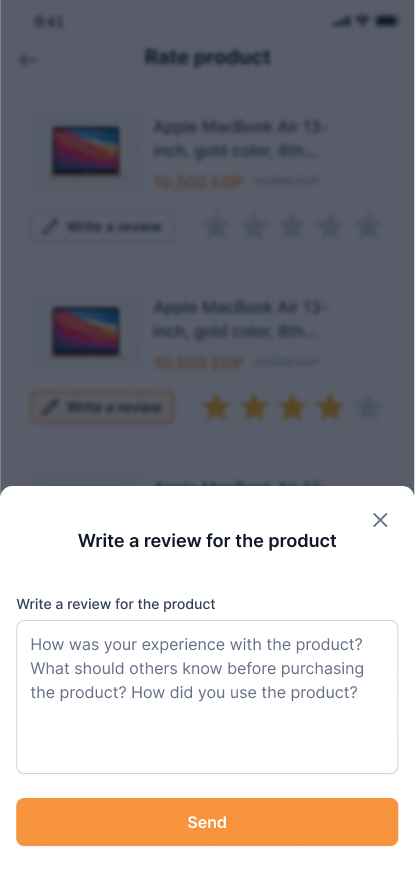 9:41
Rate product
Apple MacBook Air 13-
inch, gold color, 8th...
10,500 EGP
Write a review
Apple MacBook Air 13-
inch, gold color, 8th...
10,500 EGP
Write a review
Write a review for the product
Write a review for the product
How was your experience with the product?
What should others know before purchasing
the product? How did you use the product?
Send